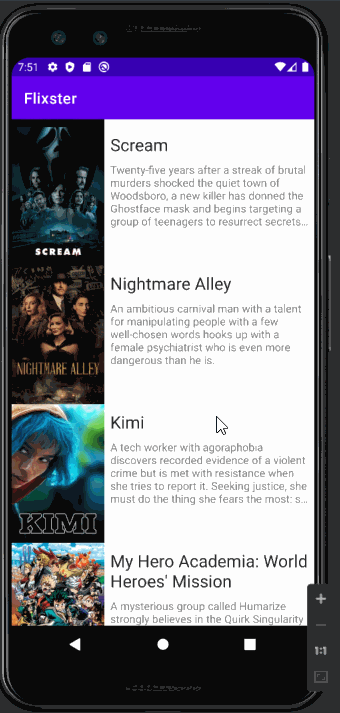 7:51
Flixster
SCREAM
Scream
Twenty-five years after a streak of brutal
murders shocked the quiet town of
Woodsboro, a new killer has donned the
Ghostface mask and begins targeting a
group of teenagers to resurrect secrets...
NIGHTMARE ALLEY
Nightmare Alley
An ambitious carnival man with a talent
for manipulating people with a few
well-chosen words hooks up with a
female psychiatrist who is even more
dangerous than he is.
KIMI
Kimi
A tech worker with agoraphobia
discovers recorded evidence of a violent
crime but is met with resistance when
she tries to report it. Seeking justice, she
must do the thing she fears the most: s...
My Hero Academia: World
Heroes' Mission
A mysterious group called Humarize
strongly believes in the Quirk Singularity
1:1